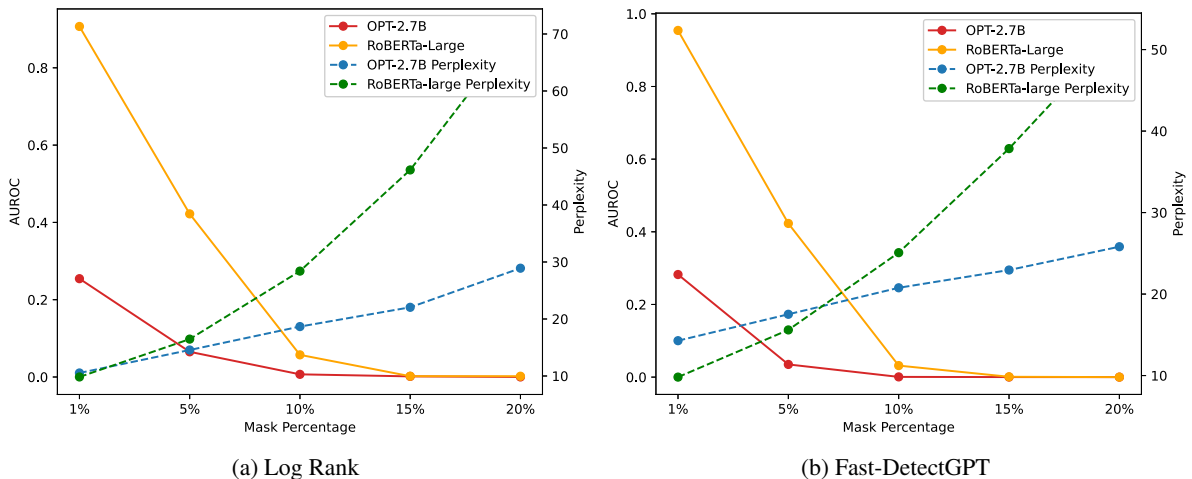 OPT-2.7B
RoBERTa-Large
OPT-2.7B Perplexity
RoBERTa-large Perplexity
0.8
0.6
0.4
0.2
0.0
AUROC
70
60
50
40
30
20
10
Perplexity
1% 5% 10% 15% 20%
Mask Percentage
(a) Log Rank
OPT-2.7B
RoBERTa-Large
OPT-2.7B Perplexity
RoBERTa-large Perplexity
1.0
0.8
0.6
0.4
0.2
0.0
AUROC
50
40
30
20
10
Perplexity
1% 5% 10% 15% 20%
Mask Percentage
(b) Fast-DetectGPT